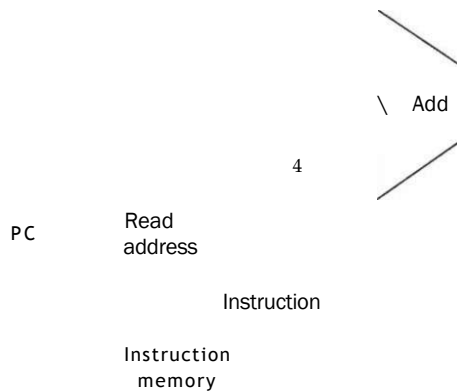 \ Add
4
PC
Read
address
Instruction
Instruction
memory